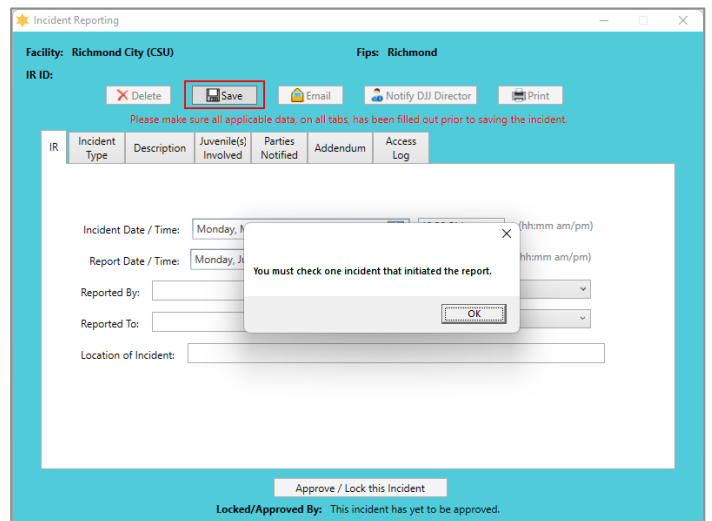 Incident Reporting
Facility: Richmond City (CSU) Fips: Richmond
IR ID:
Delete Save Email Notify DJJ Director Print
Please make sure all applicable data, on all tabs, has been filled out prior to saving the incident.
IR Incident Type Description Juvenile(s) Involved Parties Notified Addendum Access Log
Incident Date / Time: Monday, (hh:mm am/pm)
Report Date / Time: Monday, hh:mm am/pm)
You must check one incident that initiated the report.
Reported By:
OK
Reported To:
Location of Incident:
Approve / Lock this Incident
Locked/Approved By: This incident has yet to be approved.